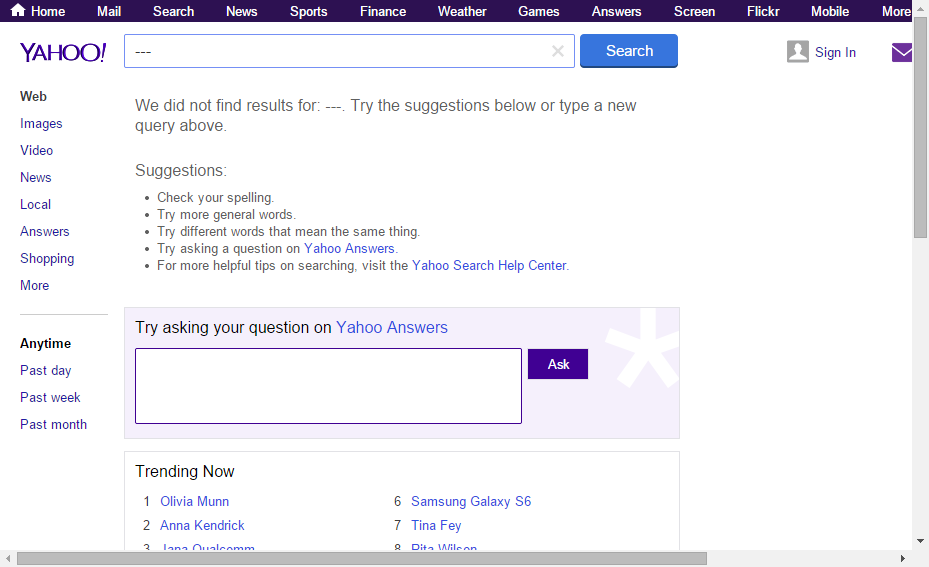 Home Mail Search News Sports Finance Weather Games Answers Screen Flickr Mobile More
YAHOO!
---
Search
Sign In
Web
Images
Video
News
Local
Answers
Shopping
More
Anytime
Past day
Past week
Past month
We did not find results for: ---. Try the suggestions below or type a new
query above.
Suggestions:
Check your spelling.
Try more general words.
Try different words that mean the same thing.
Try asking a question on Yahoo Answers.
For more helpful tips on searching, visit the Yahoo Search Help Center.
Try asking your question on Yahoo Answers
Ask
Trending Now
1 Olivia Munn
2 Anna Kendrick
3 Jana Qualcomm
6 Samsung Galaxy S6
7 Tina Fey
8 Rita Wilson